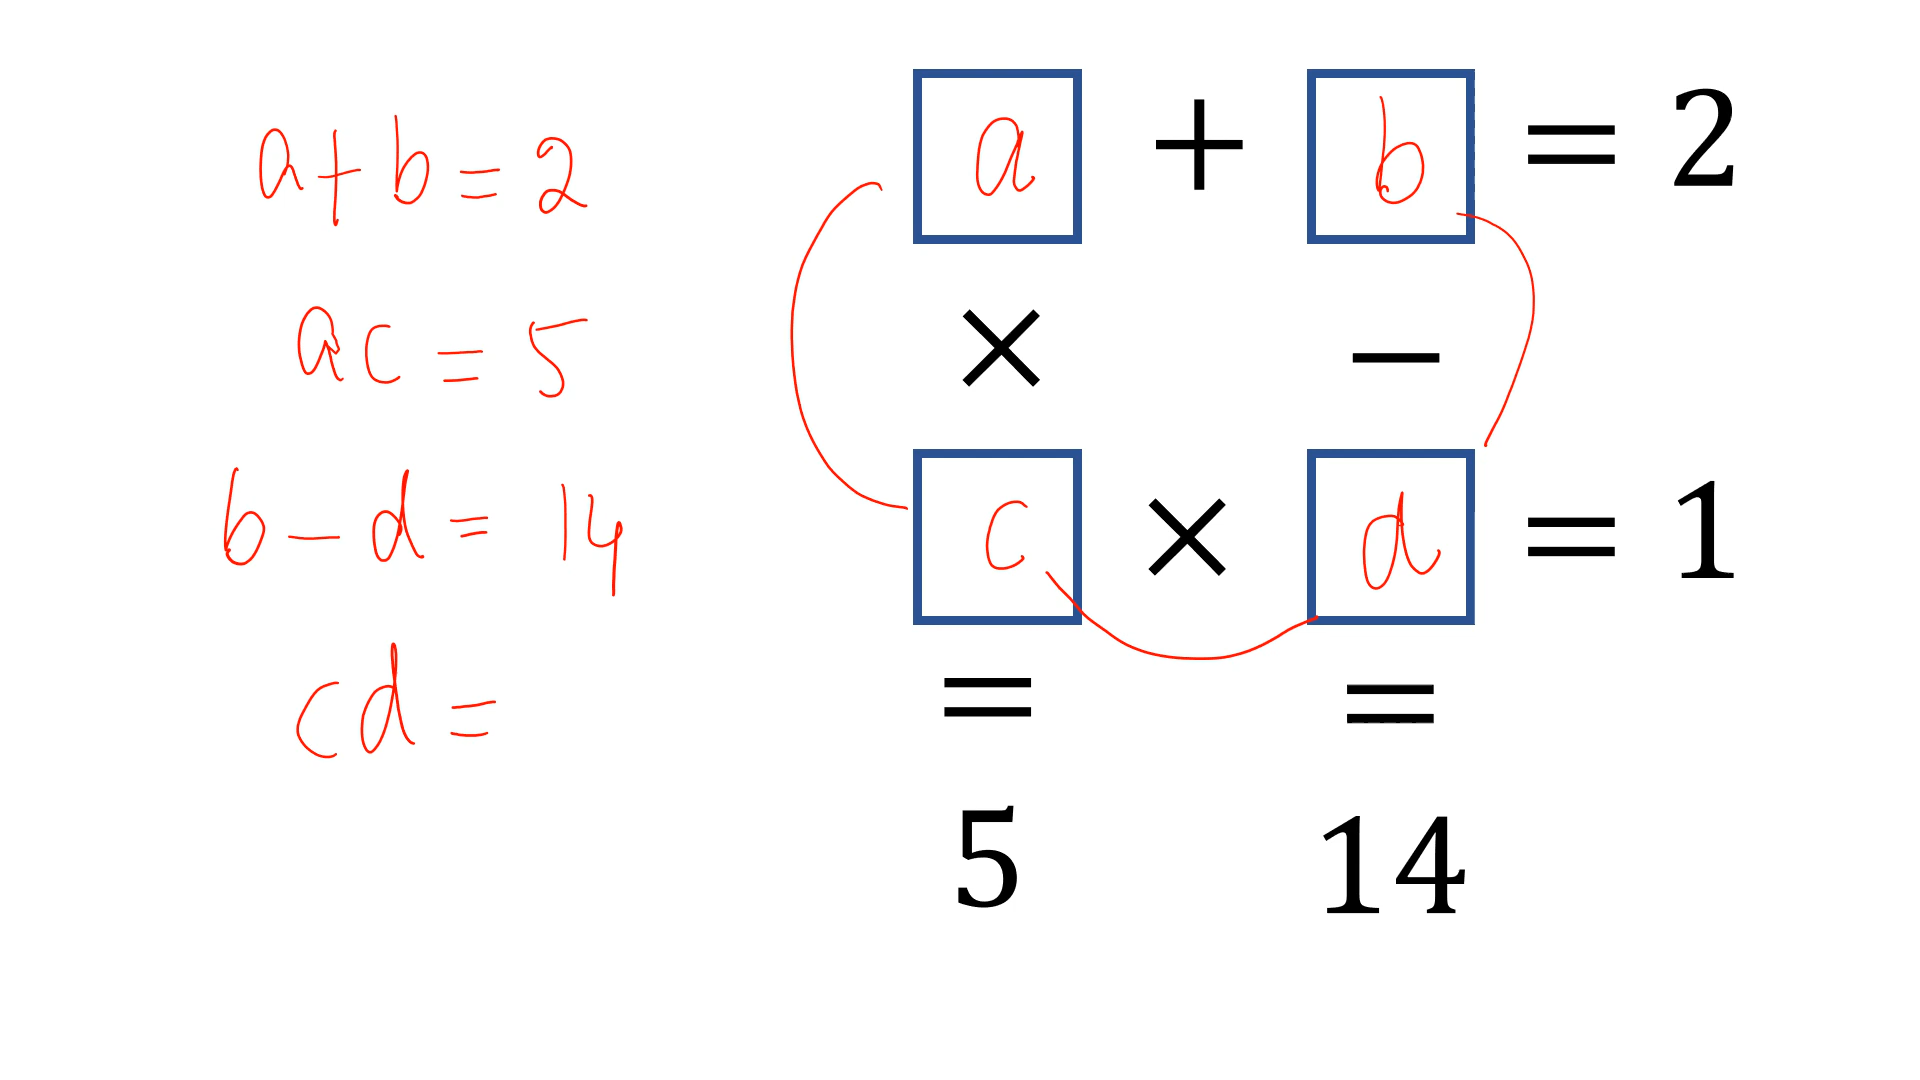 a+b=2
ac=5
b-d=14
cd=
a + b = 2
× −
c × d = 1
= =
5 14